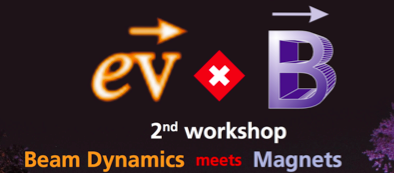 ev × B
2nd workshop
Beam Dynamics meets Magnets